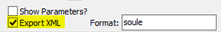 Show Parameters?
Export XML Format: soule